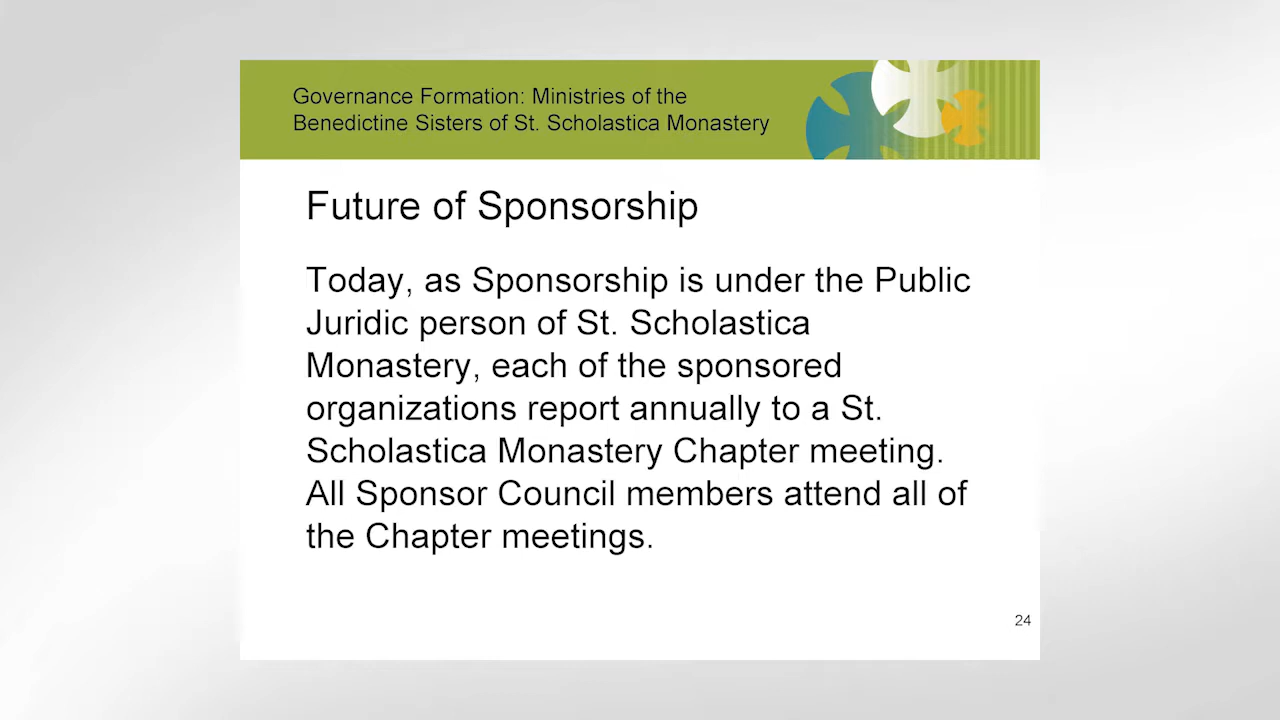 Governance Formation: Ministries of the
Benedictine Sisters of St. Scholastica Monastery
Future of Sponsorship
Today, as Sponsorship is under the Public
Juridic person of St. Scholastica
Monastery, each of the sponsored
organizations report annually to a St.
Scholastica Monastery Chapter meeting.
All Sponsor Council members attend all of
the Chapter meetings.
24